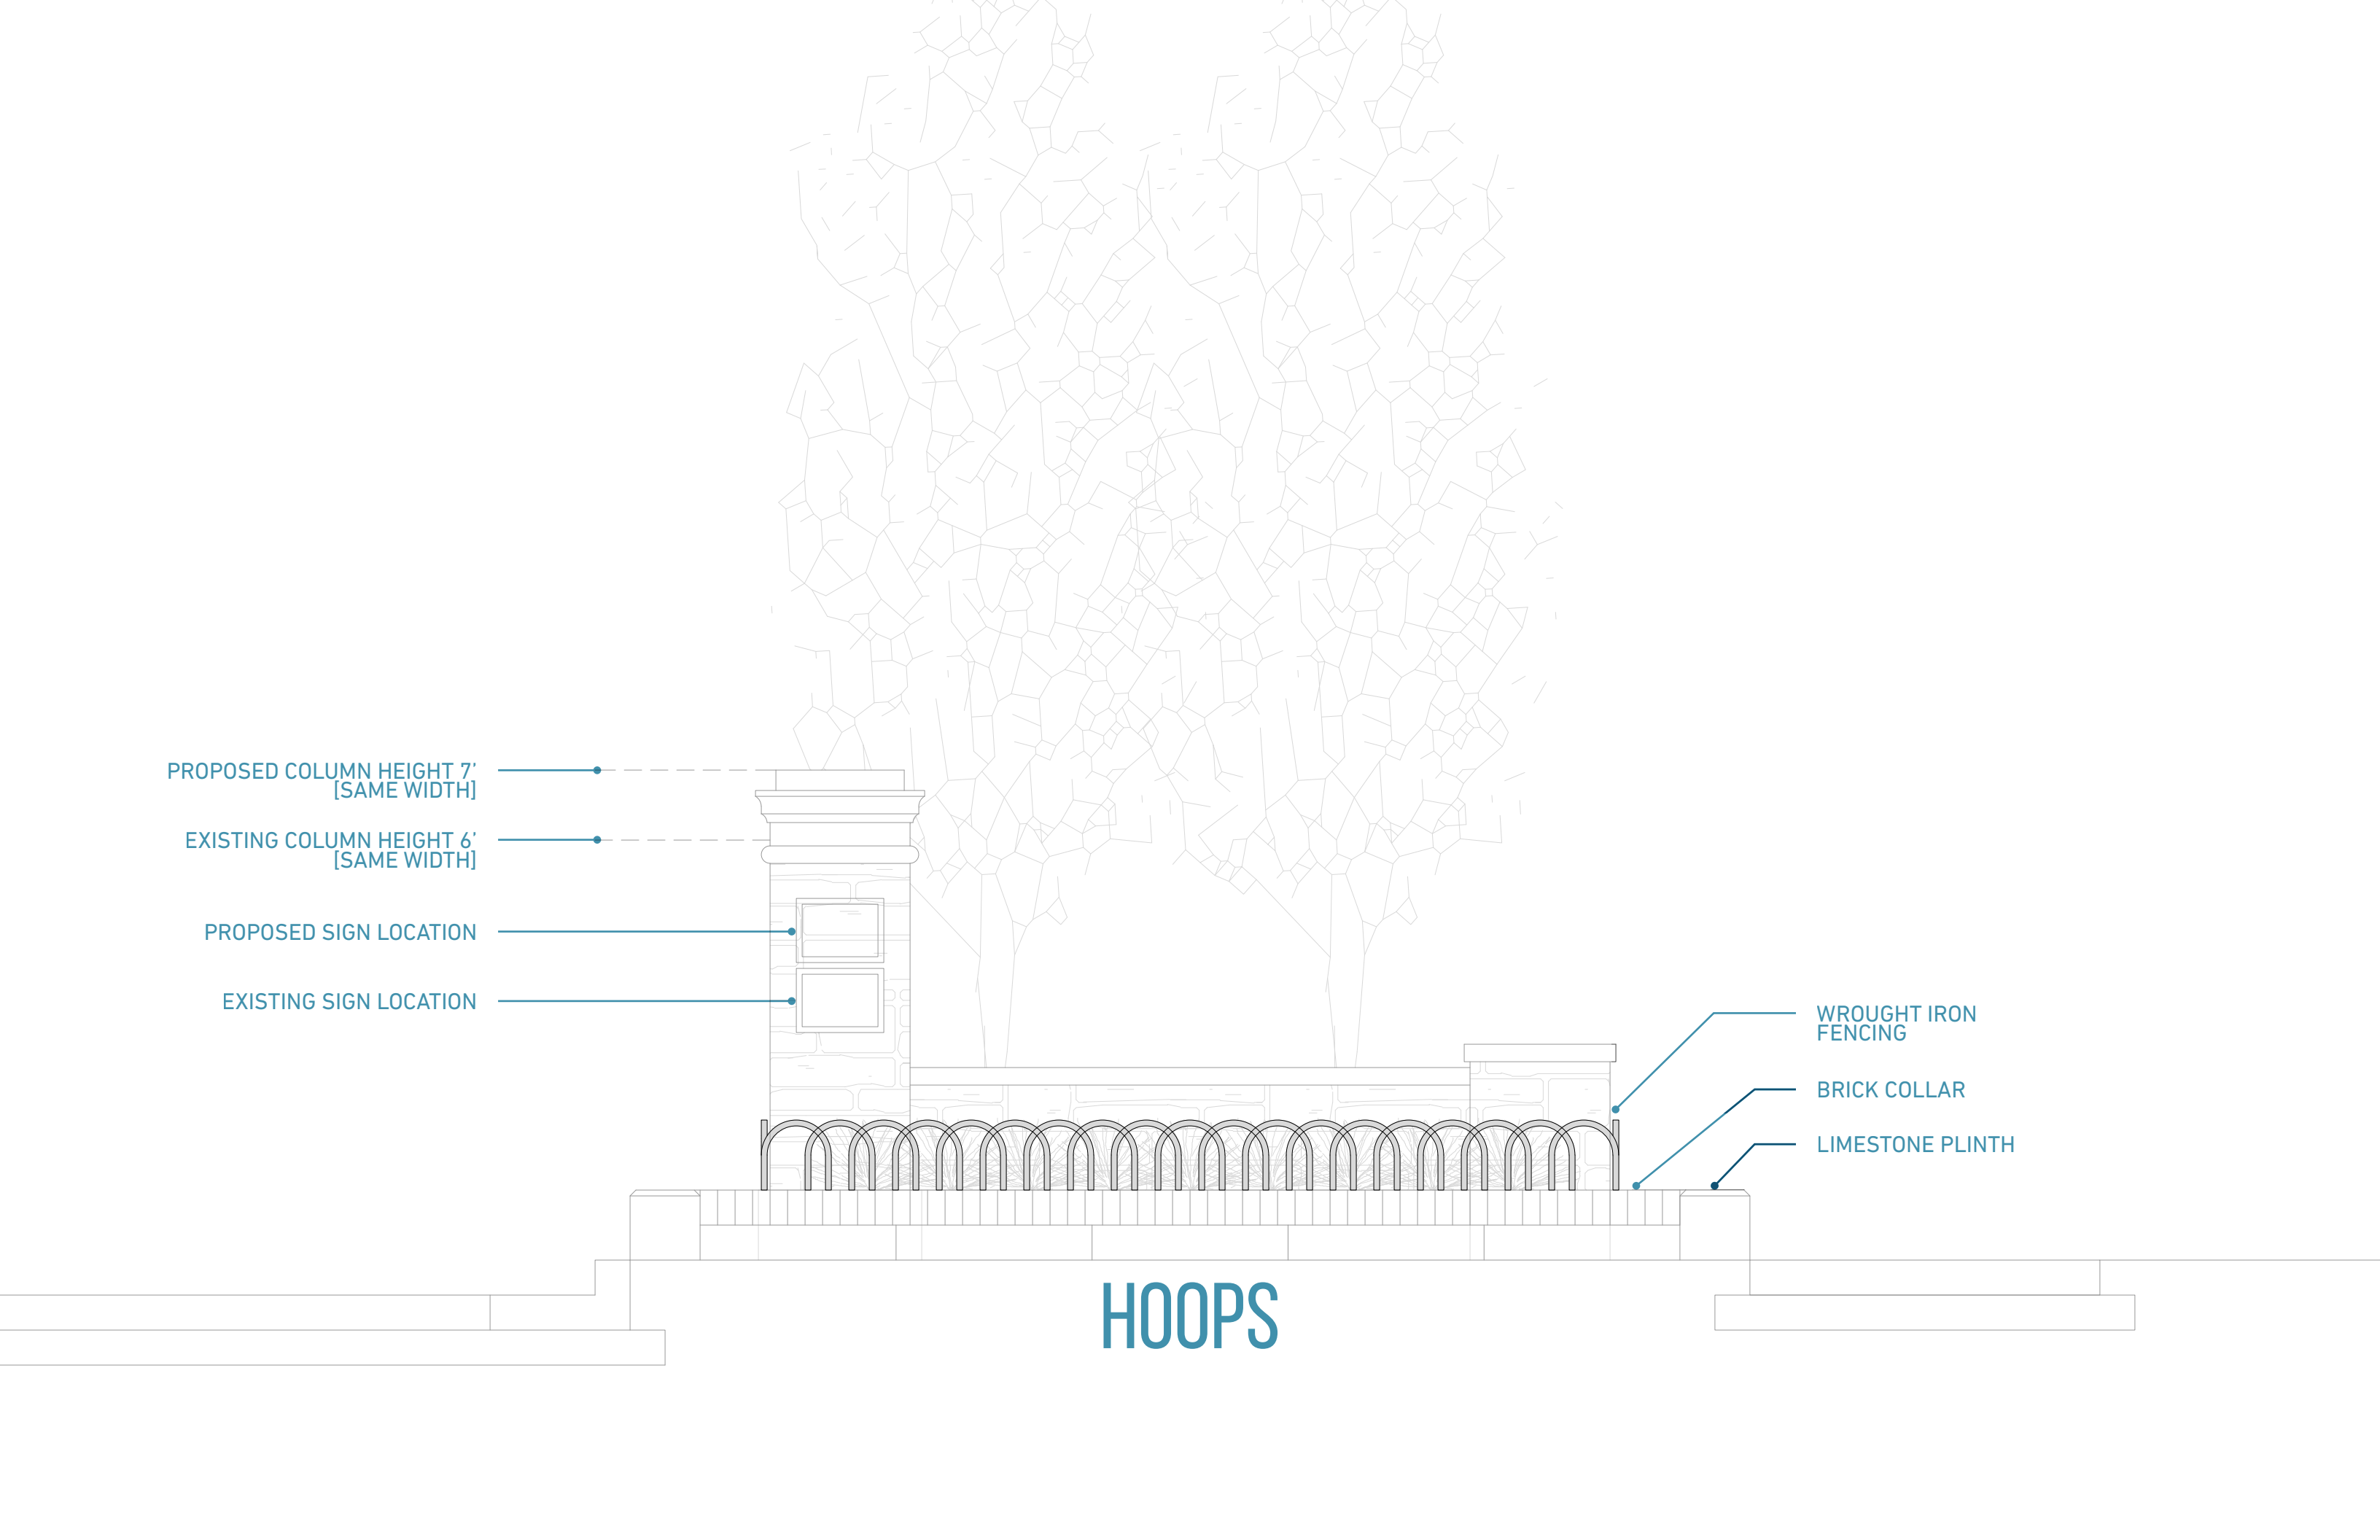 PROPOSED COLUMN HEIGHT 7’
[SAME WIDTH]
EXISTING COLUMN HEIGHT 6’
[SAME WIDTH]
PROPOSED SIGN LOCATION
EXISTING SIGN LOCATION
WROUGHT IRON
FENCING
BRICK COLLAR
LIMESTONE PLINTH
HOOPS